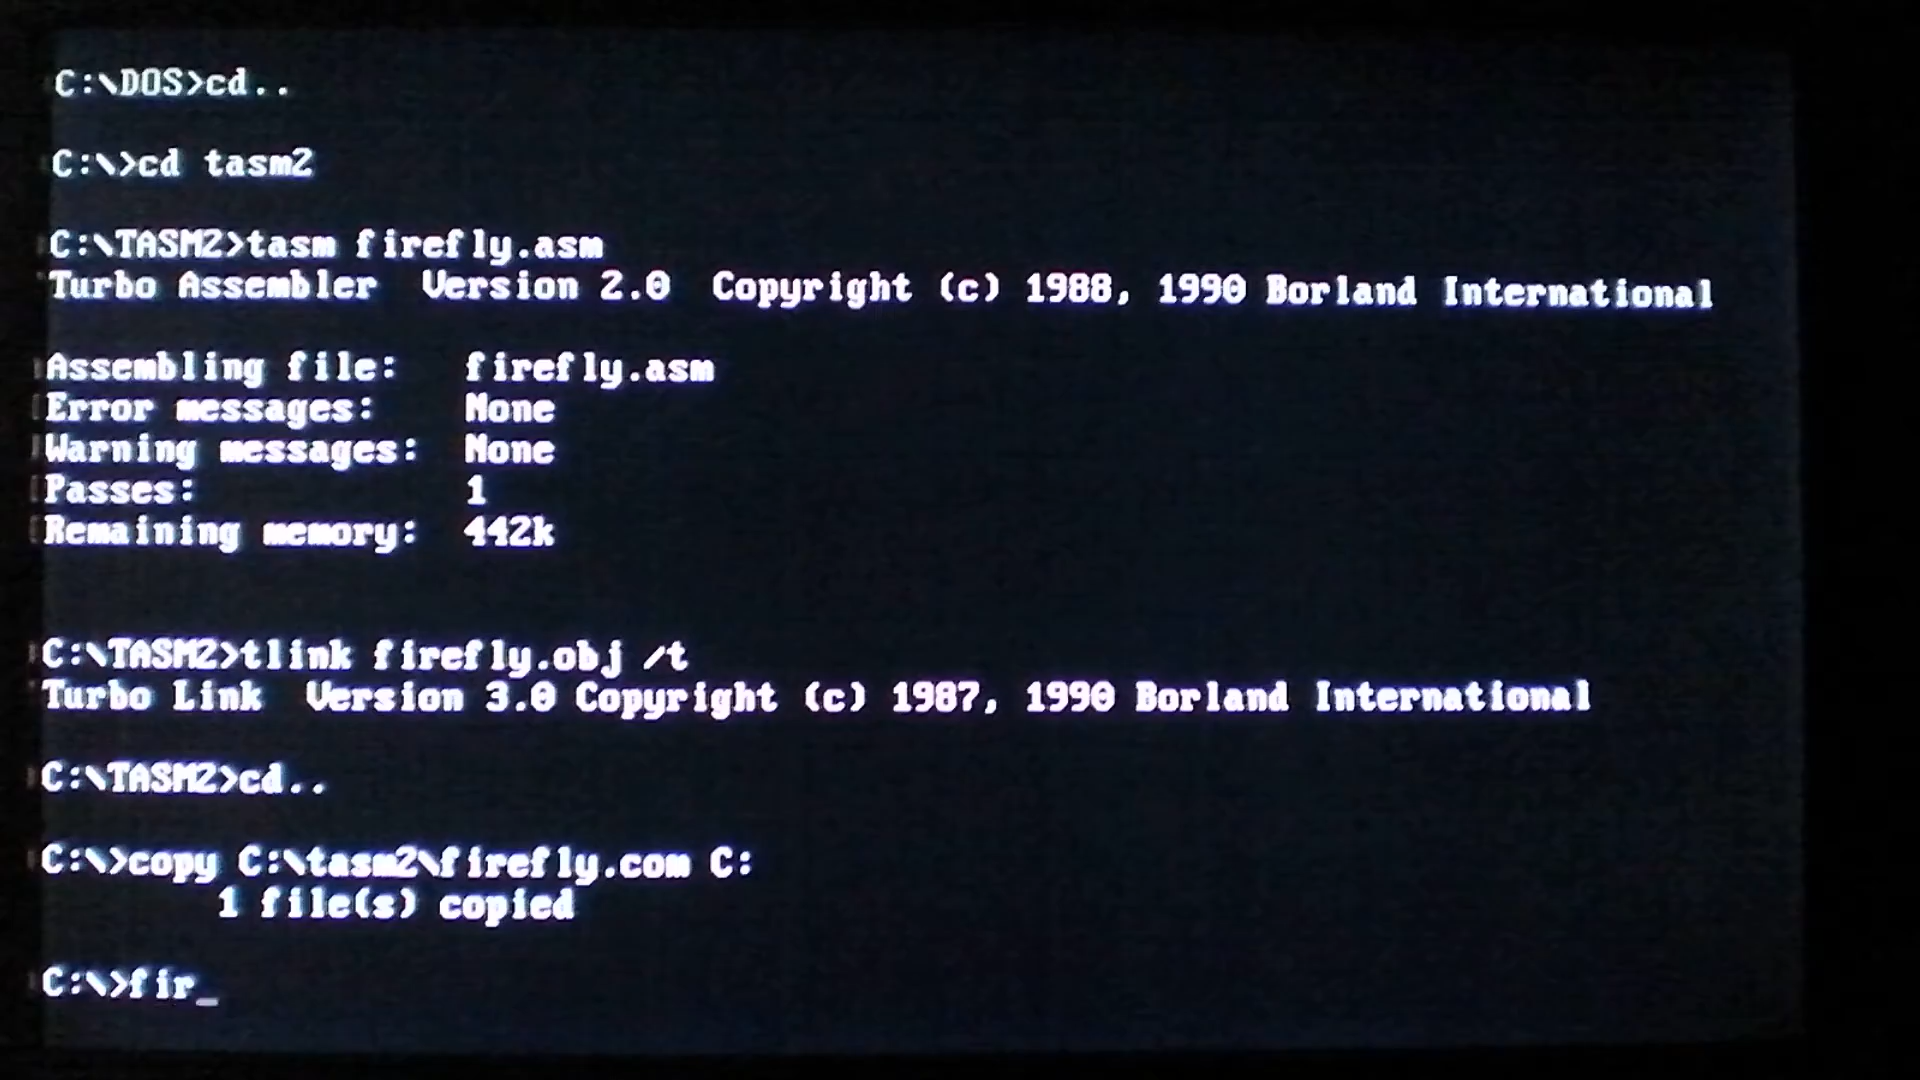 C:\DOS>cd..
C:\>cd tasm2
C:\TASM2>tasm firefly.asm
Turbo Assembler  Version 2.0  Copyright (c) 1988, 1990 Borland International
Assembling file:   firefly.asm
Error messages:    None
Warning messages:  None
Passes:            1
Remaining memory:  442k
C:\TASM2>tlink firefly.obj /t
Turbo Link  Version 3.0 Copyright (c) 1987, 1990 Borland International
C:\TASM2>cd..
C:\>copy C:\tasm2\firefly.com C:
        1 file(s) copied
C:\>fir_